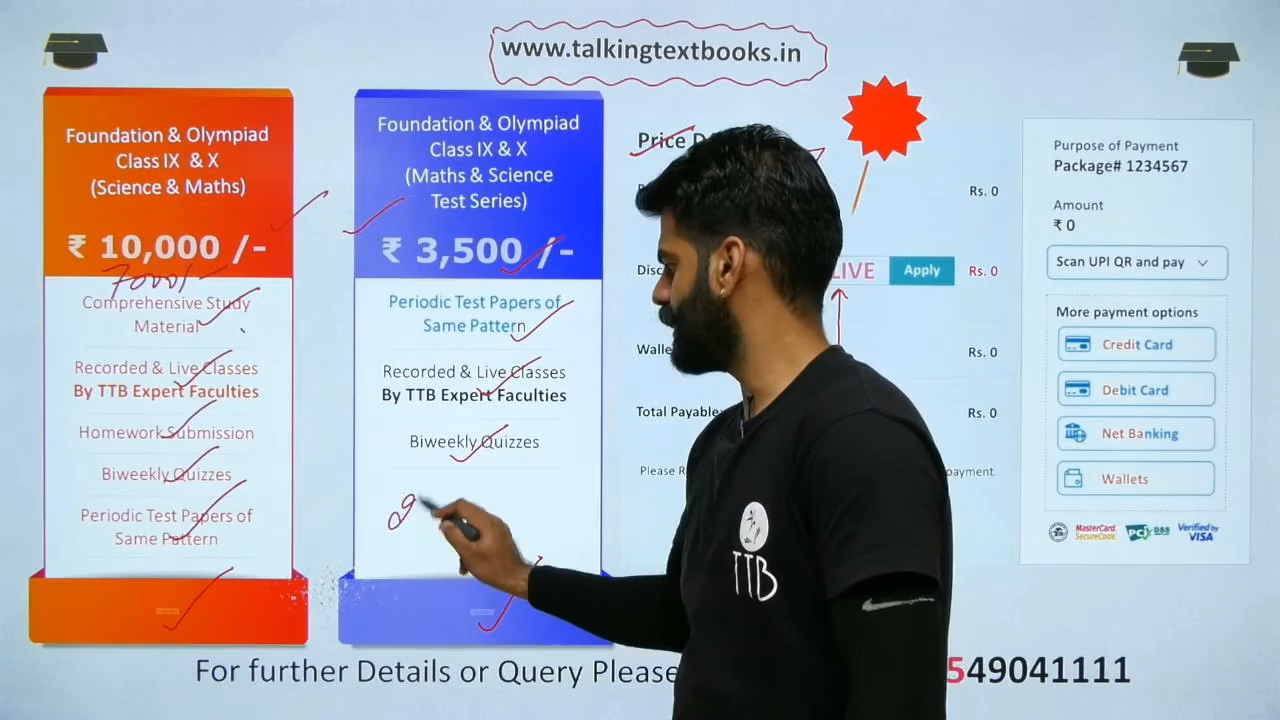 www.talkingtextbooks.in
Foundation & Olympiad
Class IX & X
(Science & Maths)
₹ 10,000 /-
7000/-
Comprehensive Study
Material
Recorded & Live Classes
By TTB Expert Faculties
Homework Submission
Biweekly Quizzes
Periodic Test Papers of
Same Pattern
Foundation & Olympiad
Class IX & X
(Maths & Science
Test Series)
₹ 3,500 /-
Periodic Test Papers of
Same Pattern
Recorded & Live Classes
By TTB Expert Faculties
Biweekly Quizzes
Price D
Rs. 0
Disc
LIVE
Apply
Rs. 0
Walle
Rs. 0
Total Payable:
Rs. 0
Please R
payment.
Purpose of Payment
Package# 1234567
Amount
₹ 0
Scan UPI QR and pay
More payment options
Credit Card
Debit Card
Net Banking
Wallets
MasterCard.
SecureCode.
PCI DSS
Verified by
VISA
TTB
For further Details or Query Please
549041111